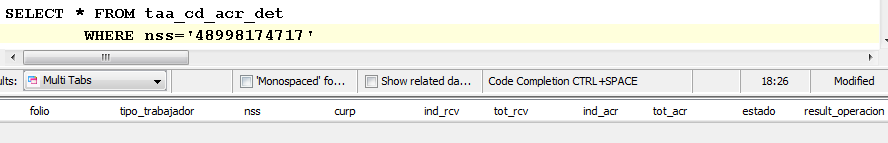 SELECT * FROM taa_cd_acr_det
WHERE nss='48998174717'
ults: Multi Tabs 'Monospaced' fo... Show related da... Code Completion CTRL+SPACE 18:26 Modified
folio tipo_trabajador nss curp ind_rcv tot_rcv ind_acr tot_acr estado result_operacion